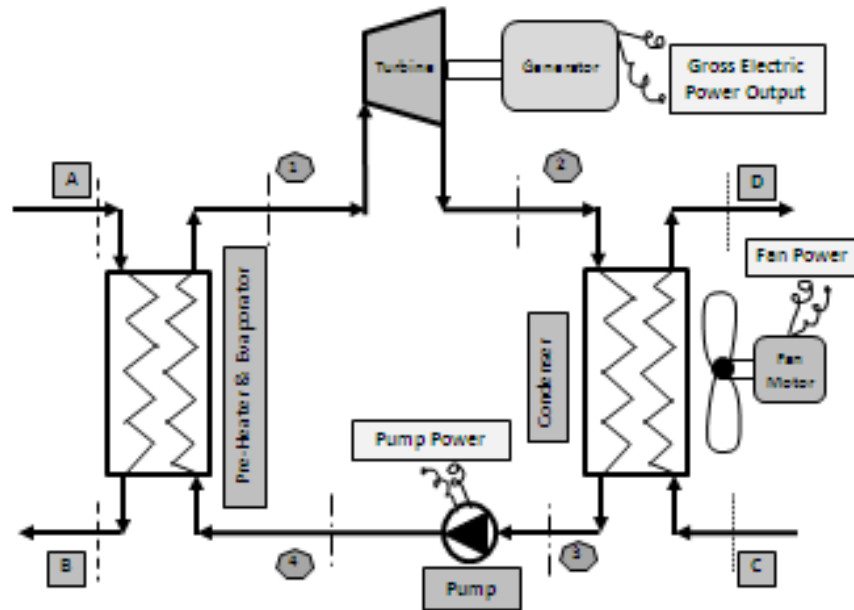 Turbine
Generator
Gross Electric
Power Output
A
1
2
D
Fan Power
Pre-Heater & Evaporator
Condenser
Fan
Motor
Pump Power
B
4
Pump
3
C